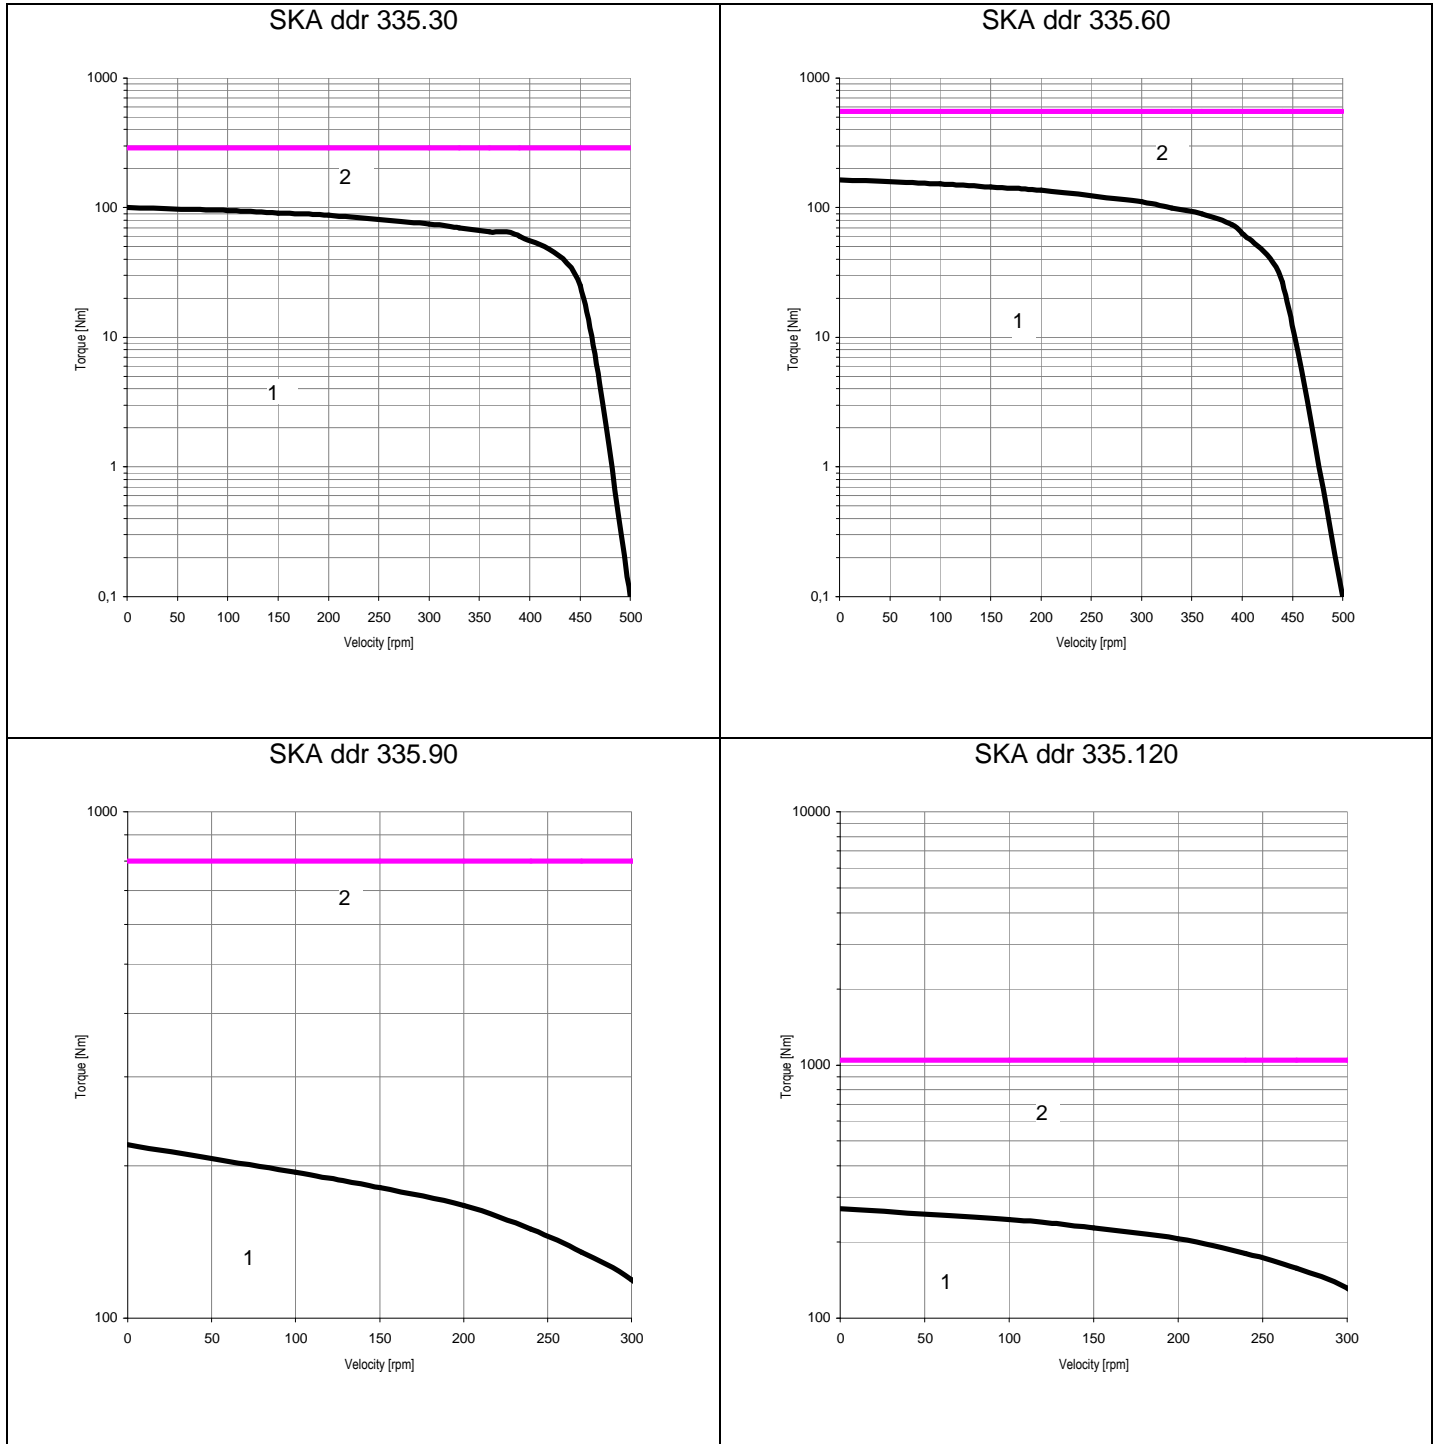 SKA ddr 335.30
1000
100
10
1
0,1
Torque [Nm]
2
1
0 50 100 150 200 250 300 350 400 450 500
Velocity [rpm]
SKA ddr 335.60
1000
100
10
1
0,1
Torque [Nm]
2
1
0 50 100 150 200 250 300 350 400 450 500
Velocity [rpm]
SKA ddr 335.90
1000
100
Torque [Nm]
2
1
0 50 100 150 200 250 300
Velocity [rpm]
SKA ddr 335.120
10000
1000
100
Torque [Nm]
2
1
0 50 100 150 200 250 300
Velocity [rpm]